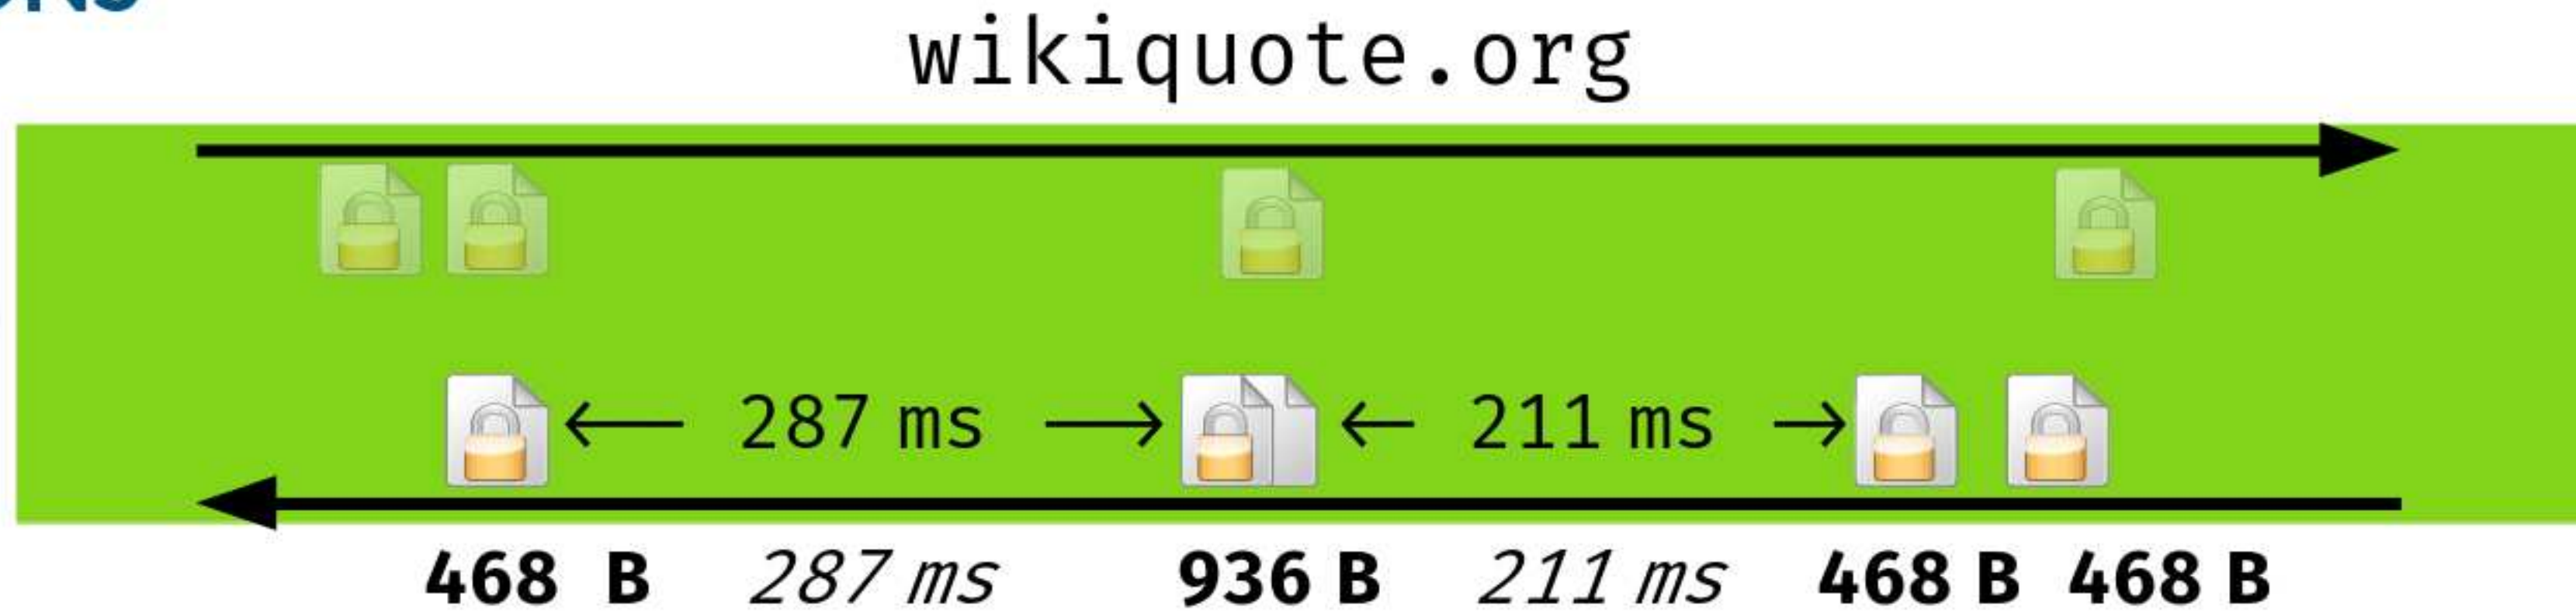 wikiquote.org
← 287 ms → ← 211 ms →
468 B 287 ms 936 B 211 ms 468 B 468 B